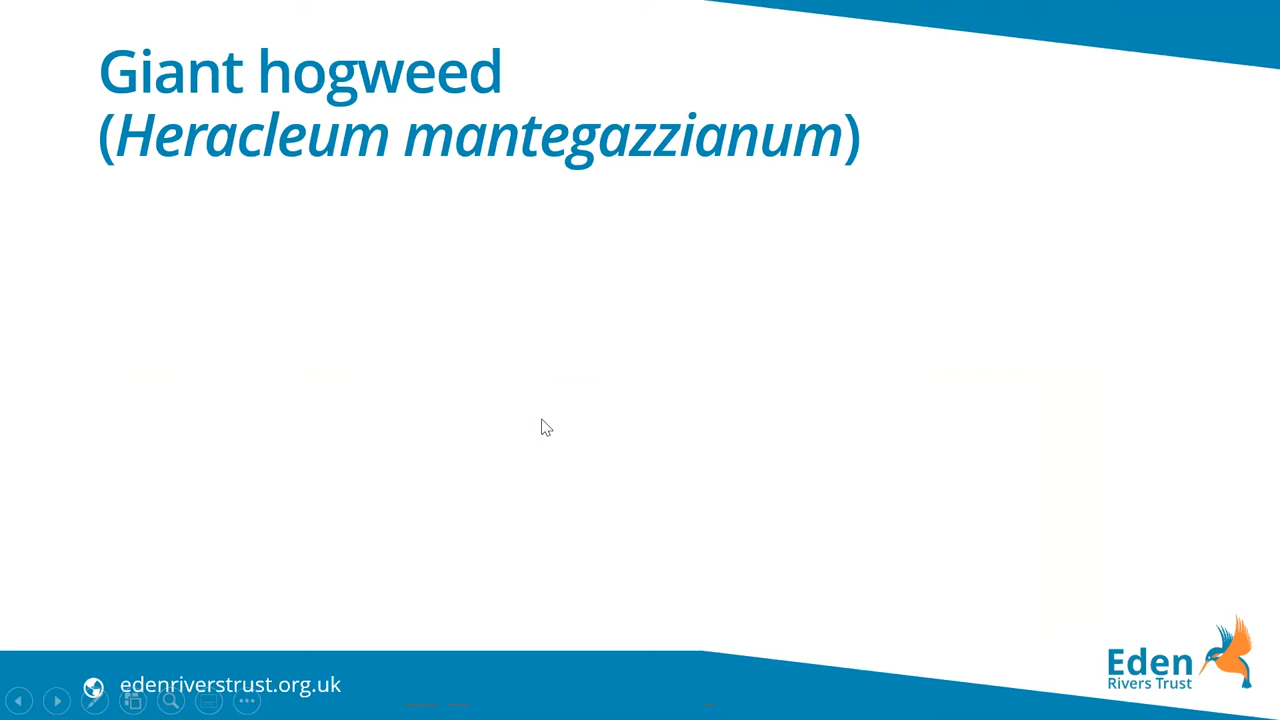 Giant hogweed
(Heracleum mantegazzianum)
edenriverstrust.org.uk
Eden
Rivers Trust